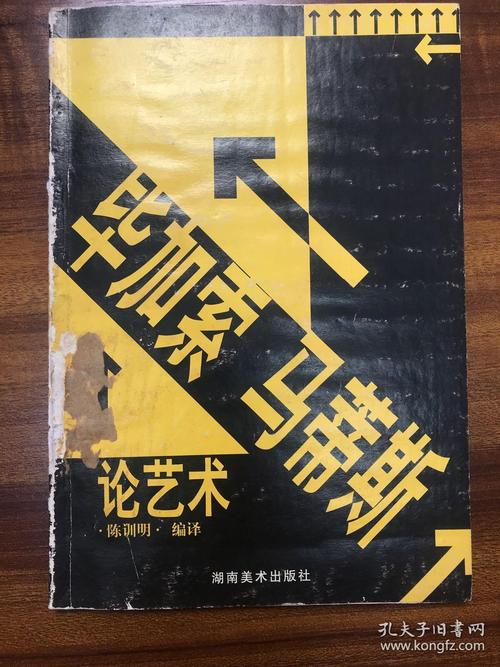 毕加索 马蒂斯
论艺术
·陈训明· 编译
湖南美术出版社
孔夫子旧书网
www.kongfz.com